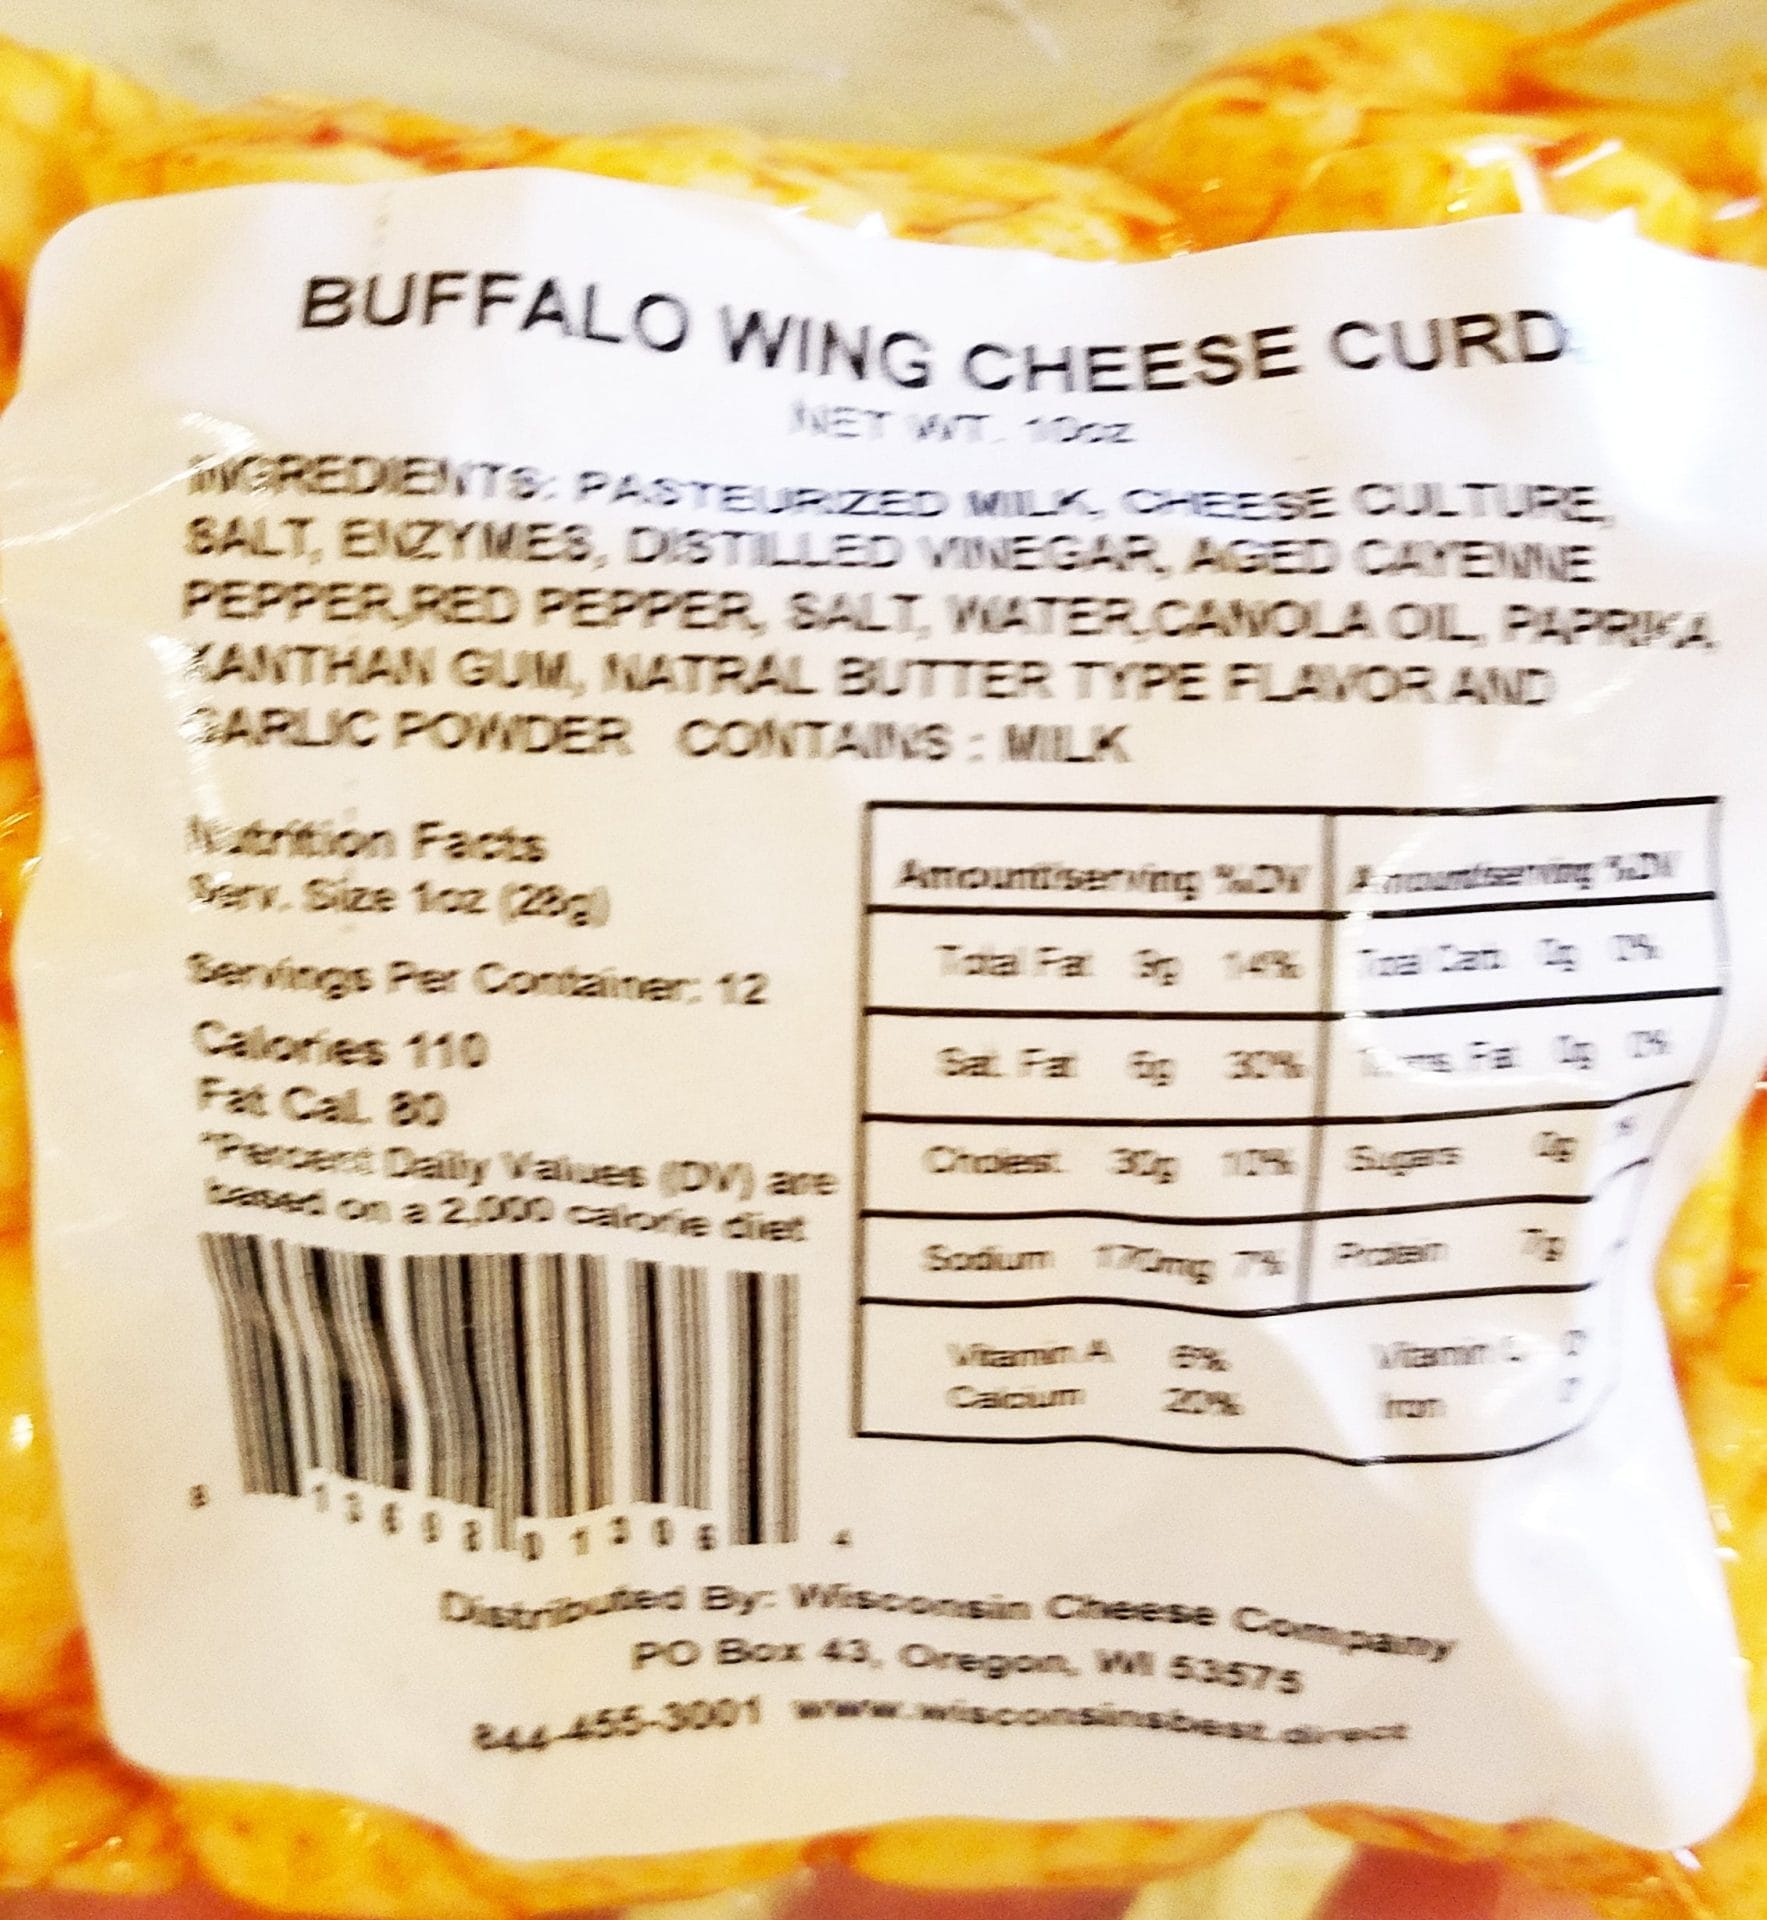 BUFFALO WING CHEESE CURD
NET WT. 10oz
INGREDIENTS: PASTEURIZED MILK, CHEESE CULTURE,
SALT, ENZYMES, DISTILLED VINEGAR, AGED CAYENNE
PEPPER,RED PEPPER, SALT, WATER,CANOLA OIL, PAPRIKA
XANTHAN GUM, NATRAL BUTTER TYPE FLAVOR AND
GARLIC POWDER CONTAINS : MILK
Nutrition Facts
Serv. Size 1oz (28g)
Servings Per Container: 12
Calories 110
Fat Cal. 80
*Percent Daily Values (DV) are
based on a 2,000 calorie diet
Amount/serving %DV Amount/serving %DV
Total Fat 9g 14% Total Carb 0g 0%
Sat. Fat 6g 30% Trans. Fat 0g 0%
Cholest. 30g 10% Sugars 0g
Sodium 170mg 7% Protein 7g
Vitamin A 6% Vitamin C 0
Calcium 20% Iron 0
Distributed By: Wisconsin Cheese Company
PO Box 43, Oregon, WI 53575
844-455-3001 www.wisconsinsbest.direct